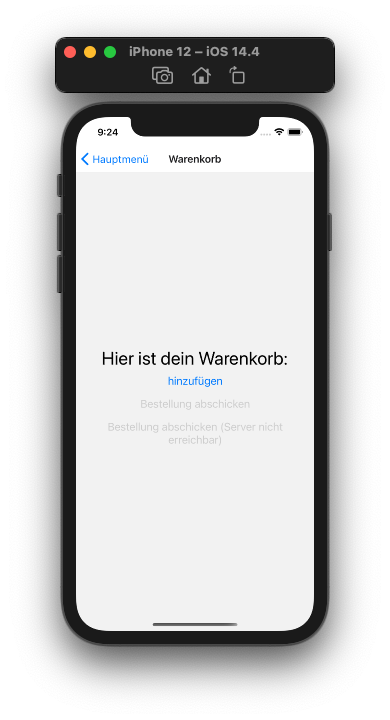 iPhone 12 – iOS 14.4
9:24
Hauptmenü Warenkorb
Hier ist dein Warenkorb:
hinzufügen
Bestellung abschicken
Bestellung abschicken (Server nicht
erreichbar)